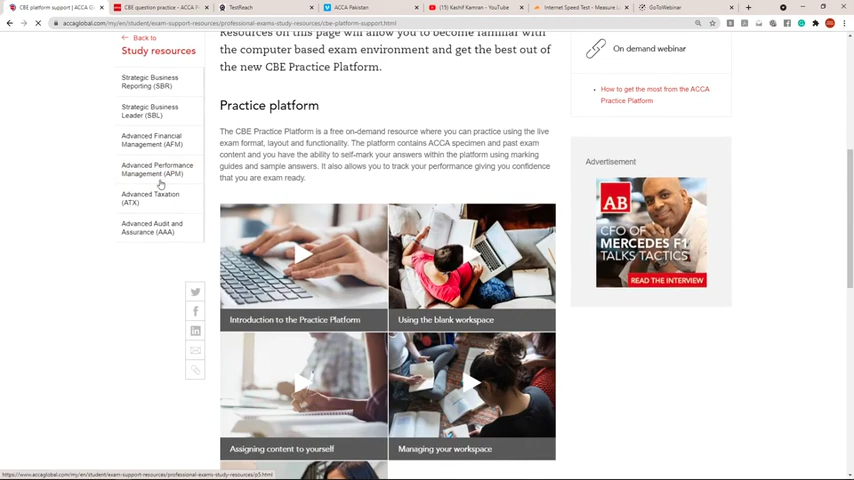 CBE platform support | ACCA Gl
CBE question practice - ACCA P
TestReach
ACCA Pakistan
(19) Kashif Kamran - YouTube
Internet Speed Test - Measure
GoToWebinar
accaglobal.com/my/en/student/exam-support-resources/professional-exams-study-resources/cbe-platform-support.html
Back to
Study resources
Strategic Business
Reporting (SBR)
Strategic Business
Leader (SBL)
Advanced Financial
Management (AFM)
Advanced Performance
Management (APM)
Advanced Taxation
(ATX)
Advanced Audit and
Assurance (AAA)
Resources on this page will allow you to become familiar with
the computer based exam environment and get the best out of
the new CBE Practice Platform.
Practice platform
The CBE Practice Platform is a free on-demand resource where you can practice using the live
exam format, layout and functionality. The platform contains ACCA specimen and past exam
content and you have the ability to self-mark your answers within the platform using marking
guides and sample answers. It also allows you to track your performance giving you confidence
that you are exam ready.
Introduction to the Practice Platform
Using the blank workspace
Assigning content to yourself
Managing your workspace
On demand webinar
How to get the most from the ACCA
Practice Platform
Advertisement
AB
CFO OF
MERCEDES F1
TALKS TACTICS
READ THE INTERVIEW
https://www.accaglobal.com/my/en/student/exam-support-resources/professional-exams-study-resources/p5.html